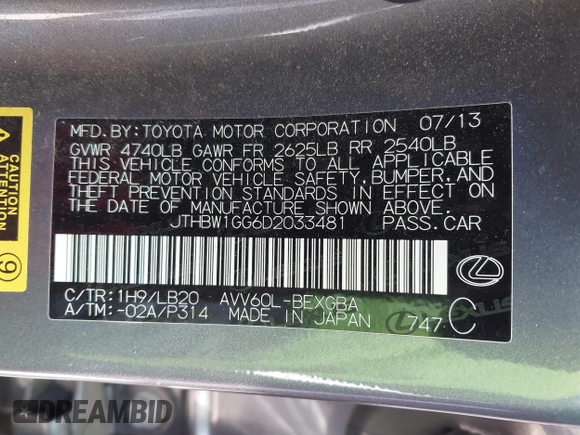 MFD.BY:TOYOTA MOTOR CORPORATION 07/13
GVWR 4740LB GAWR FR 2625LB RR 2540LB
THIS VEHICLE CONFORMS TO ALL APPLICABLE
FEDERAL MOTOR VEHICLE SAFETY, BUMPER, AND
THEFT PREVENTION STANDARDS IN EFFECT ON
THE DATE OF MANUFACTURE SHOWN ABOVE.
JTHBW1GG6D2033481 PASS.CAR
C/TR:1H9/LB20 AVV60L-BEXGBA
A/TM:-02A/P314 MADE IN JAPAN 747 C
ATTENTION
9
DREAMBID